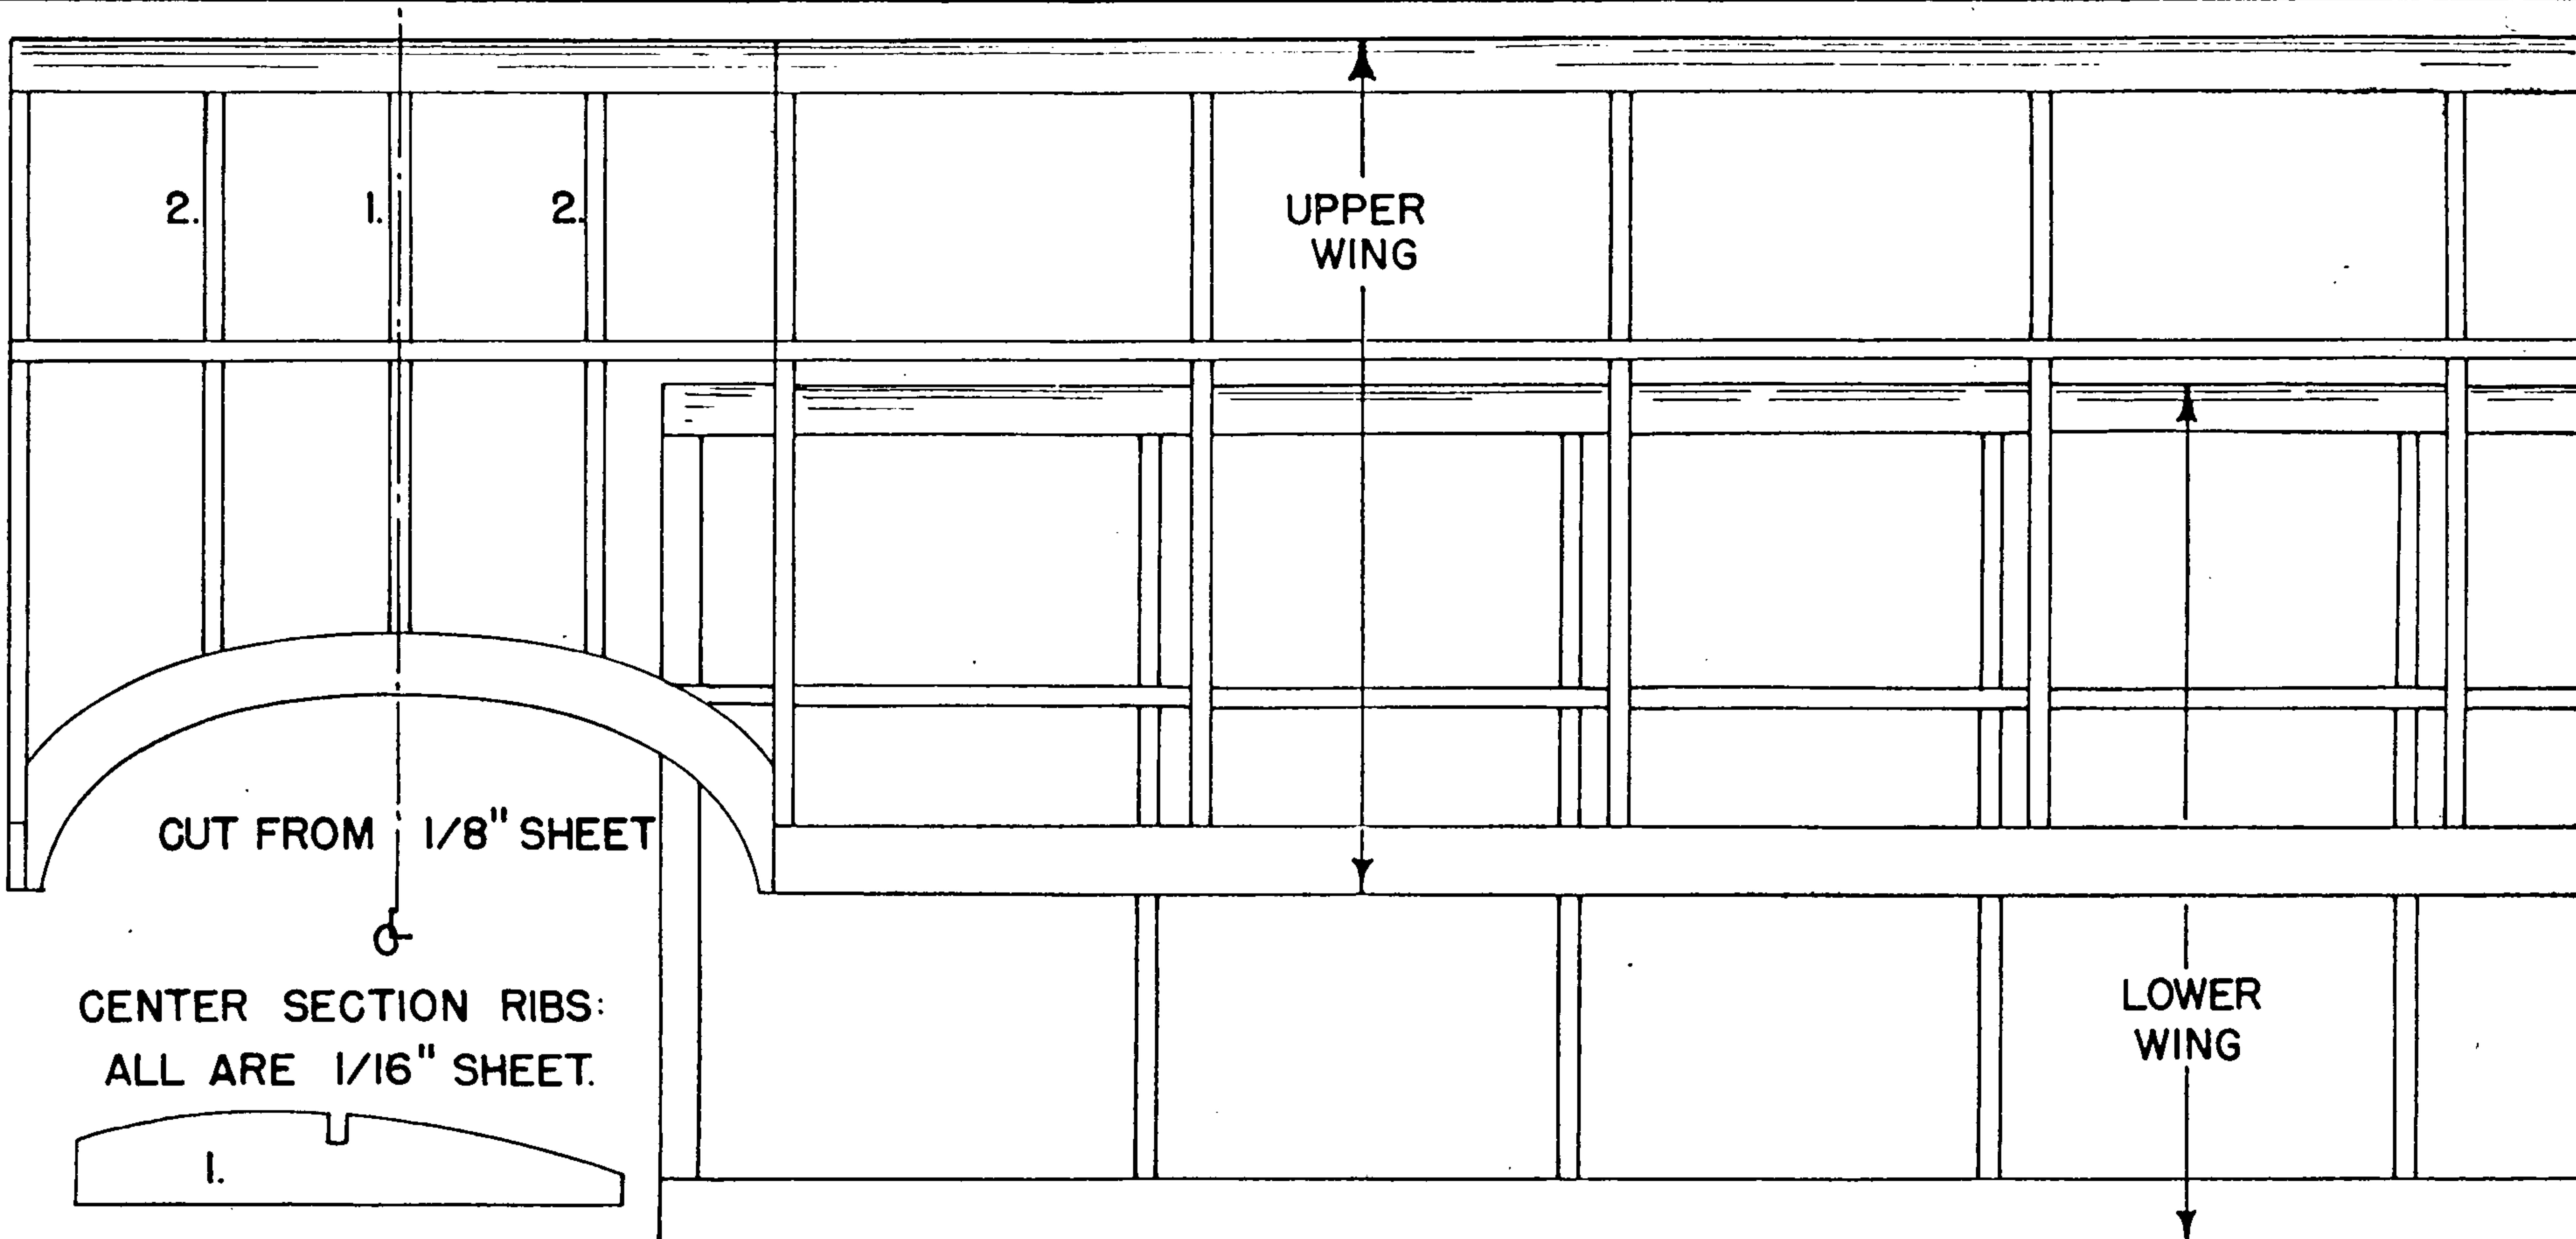 2.
1.
2.
UPPER
WING
CUT FROM 1/8" SHEET
CENTER SECTION RIBS:
ALL ARE 1/16" SHEET.
1.
LOWER
WING